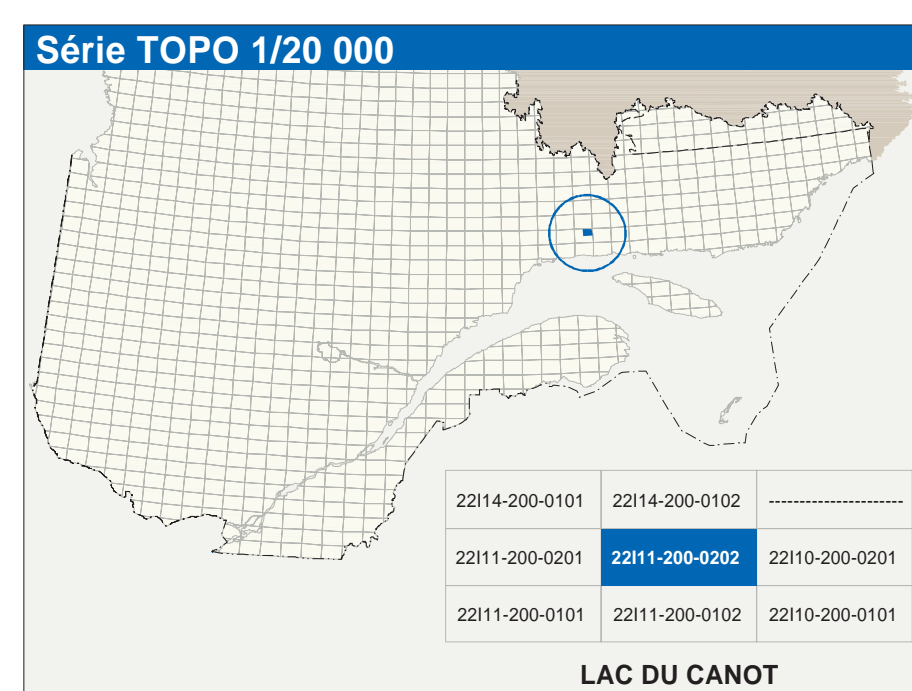 Série TOPO 1/20 000
22I14-200-0101 22I14-200-0102 ----------------------
22I11-200-0201 22I11-200-0202 22I10-200-0201
22I11-200-0101 22I11-200-0102 22I10-200-0101
LAC DU CANOT